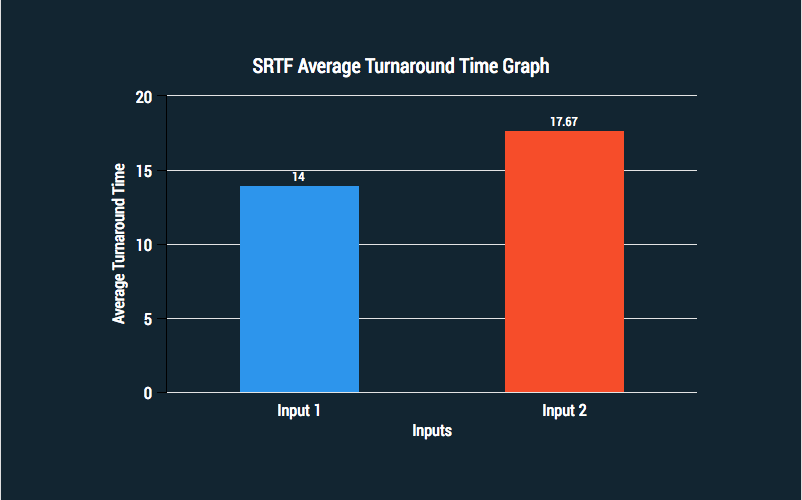 SRTF Average Turnaround Time Graph
20
17.67
15
14
10
5
0
Average Turnaround Time
Input 1
Input 2
Inputs